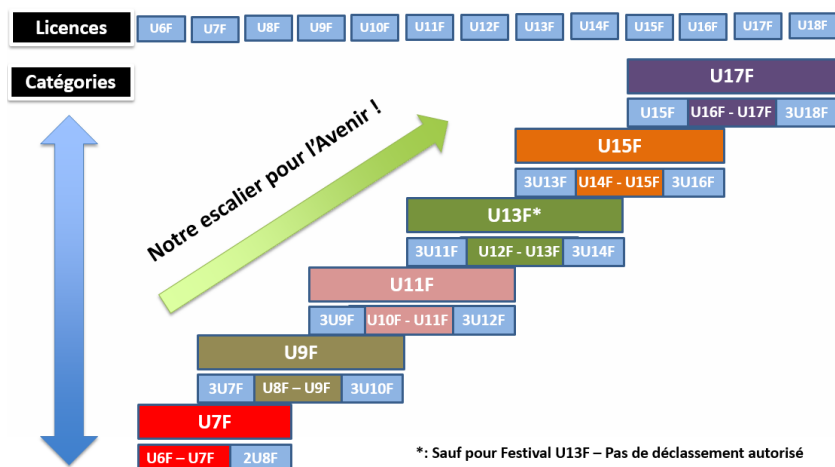 Licences U6F U7F U8F U9F U10F U11F U12F U13F U14F U15F U16F U17F U18F
Catégories
U17F
U15F U16F - U17F 3U18F
Notre escalier pour l'Avenir !
U15F
3U13F U14F - U15F 3U16F
U13F*
3U11F U12F - U13F 3U14F
U11F
3U9F U10F - U11F 3U12F
U9F
3U7F U8F – U9F 3U10F
U7F
U6F – U7F 2U8F
*: Sauf pour Festival U13F – Pas de déclassement autorisé